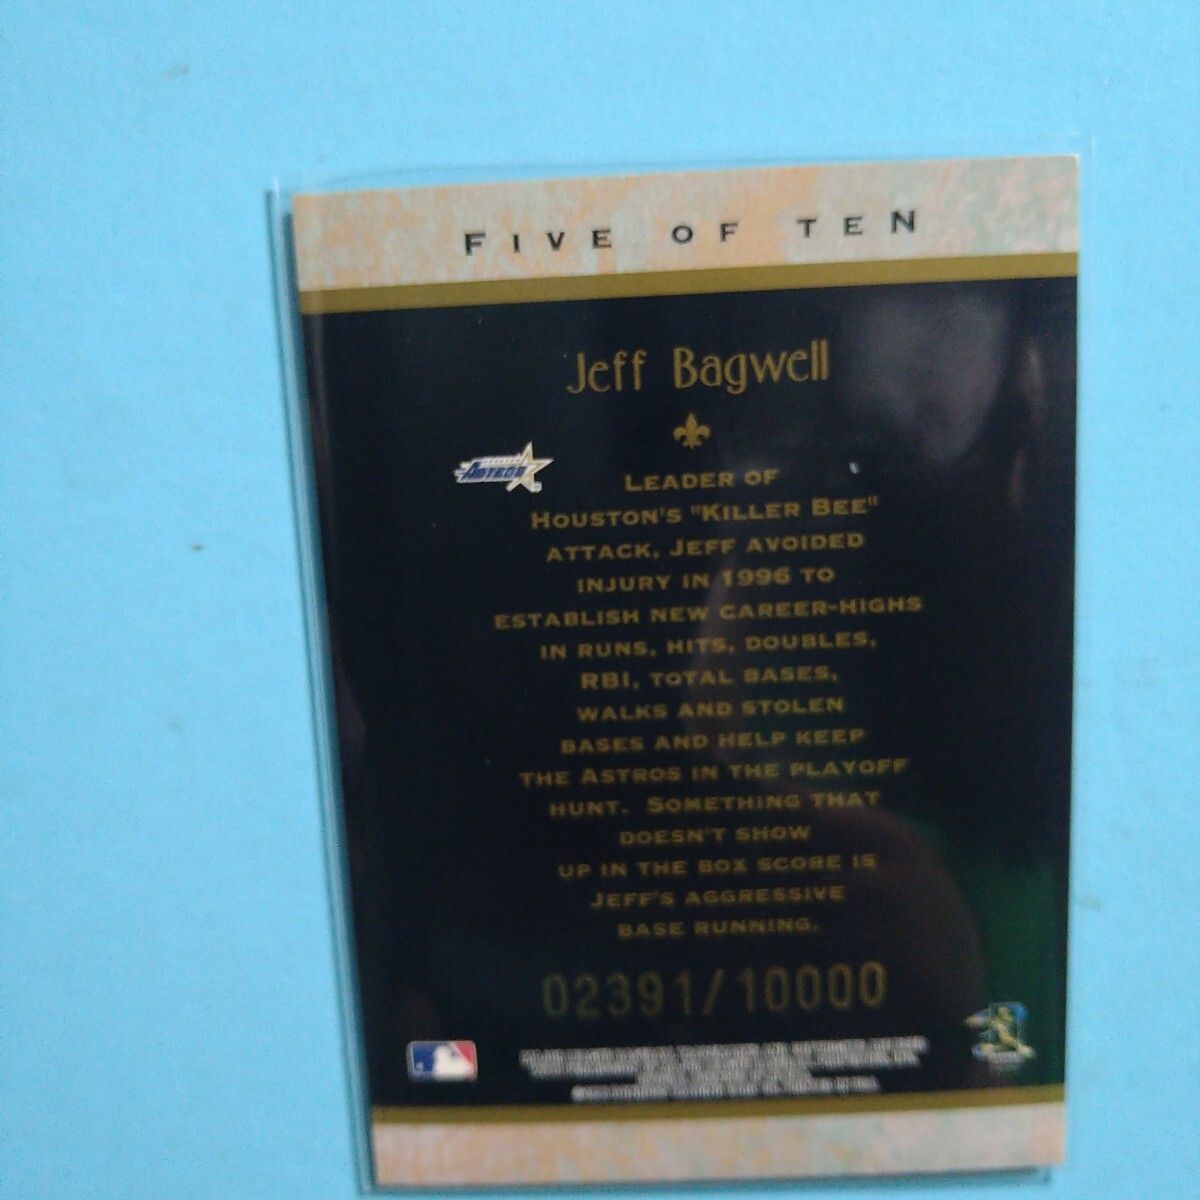 FIVE OF TEN
Jeff Bagwell
ASTROS
LEADER OF
HOUSTON'S "KILLER BEE"
ATTACK, JEFF AVOIDED
INJURY IN 1996 TO
ESTABLISH NEW CAREER-HIGHS
IN RUNS, HITS, DOUBLES,
RBI, TOTAL BASES,
WALKS AND STOLEN
BASES AND HELP KEEP
THE ASTROS IN THE PLAYOFF
HUNT. SOMETHING THAT
DOESN'T SHOW
UP IN THE BOX SCORE IS
JEFF'S AGGRESSIVE
BASE RUNNING.
02391/10000